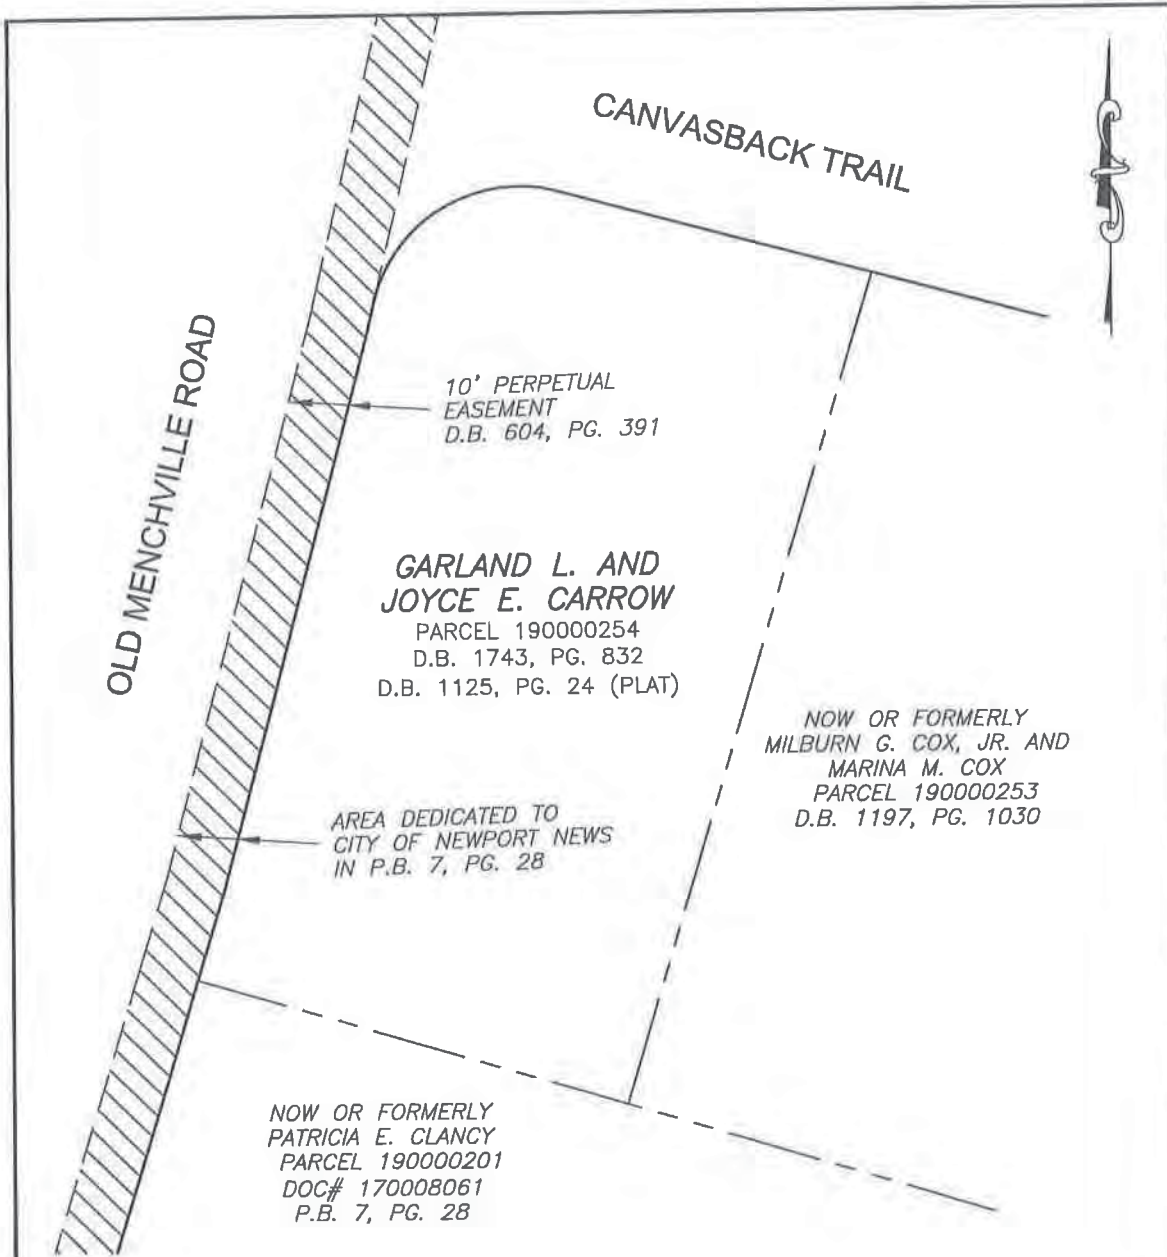 CANVASBACK TRAIL
OLD MENCHVILLE ROAD
10' PERPETUAL
EASEMENT
D.B. 604, PG. 391
GARLAND L. AND
JOYCE E. CARROW
PARCEL 190000254
D.B. 1743, PG. 832
D.B. 1125, PG. 24 (PLAT)
NOW OR FORMERLY
MILBURN G. COX, JR. AND
MARINA M. COX
PARCEL 190000253
D.B. 1197, PG. 1030
AREA DEDICATED TO
CITY OF NEWPORT NEWS
IN P.B. 7, PG. 28
NOW OR FORMERLY
PATRICIA E. CLANCY
PARCEL 190000201
DOC# 170008061
P.B. 7, PG. 28